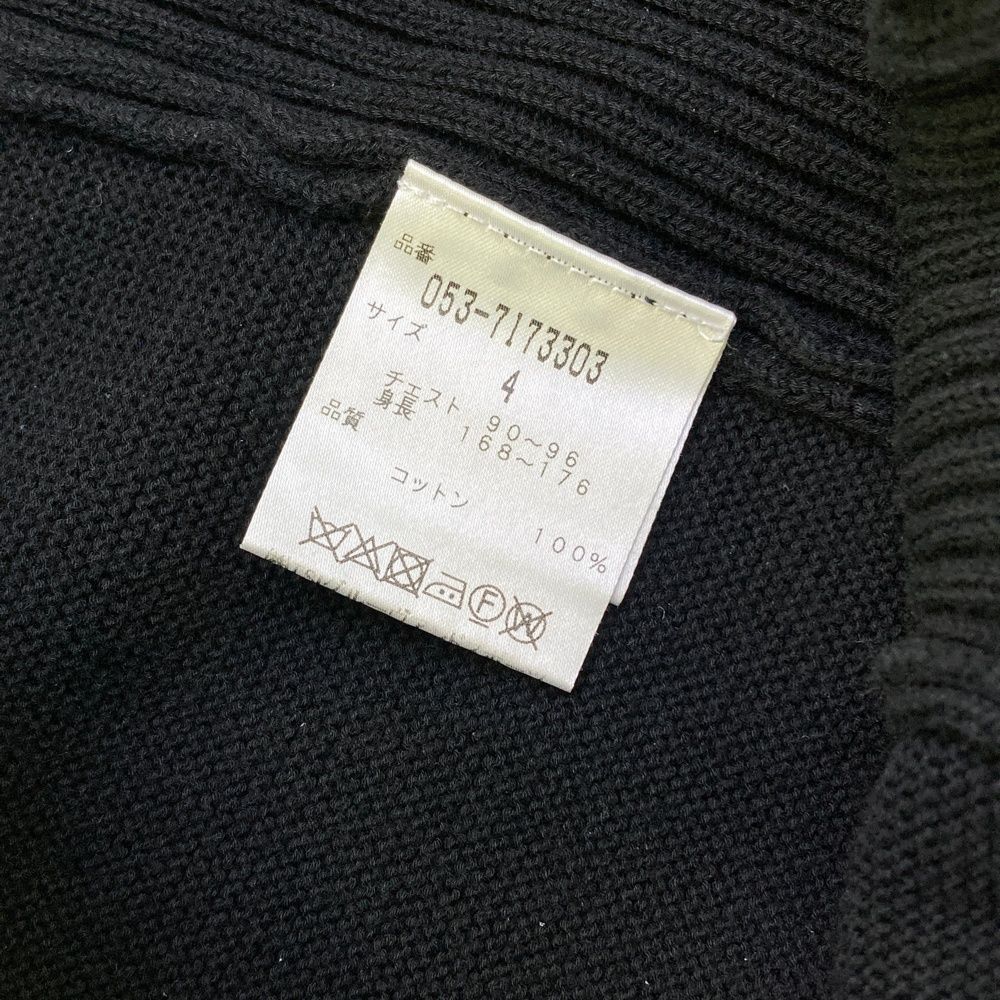 品番
053-7173303
サイズ
4
チェスト 90～96
身長 168～176
品質
コットン 100%
F
W